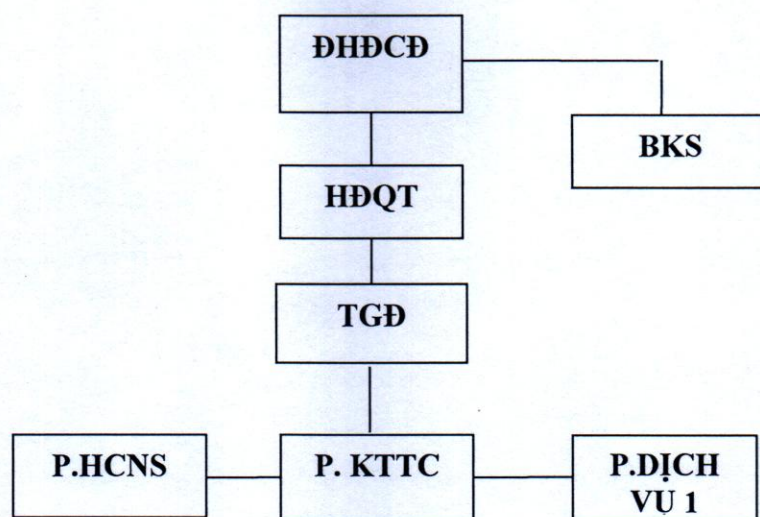 ĐHĐCĐ
BKS
HĐQT
TGĐ
P.HCNS
P. KTTC
P.DỊCH
VỤ 1